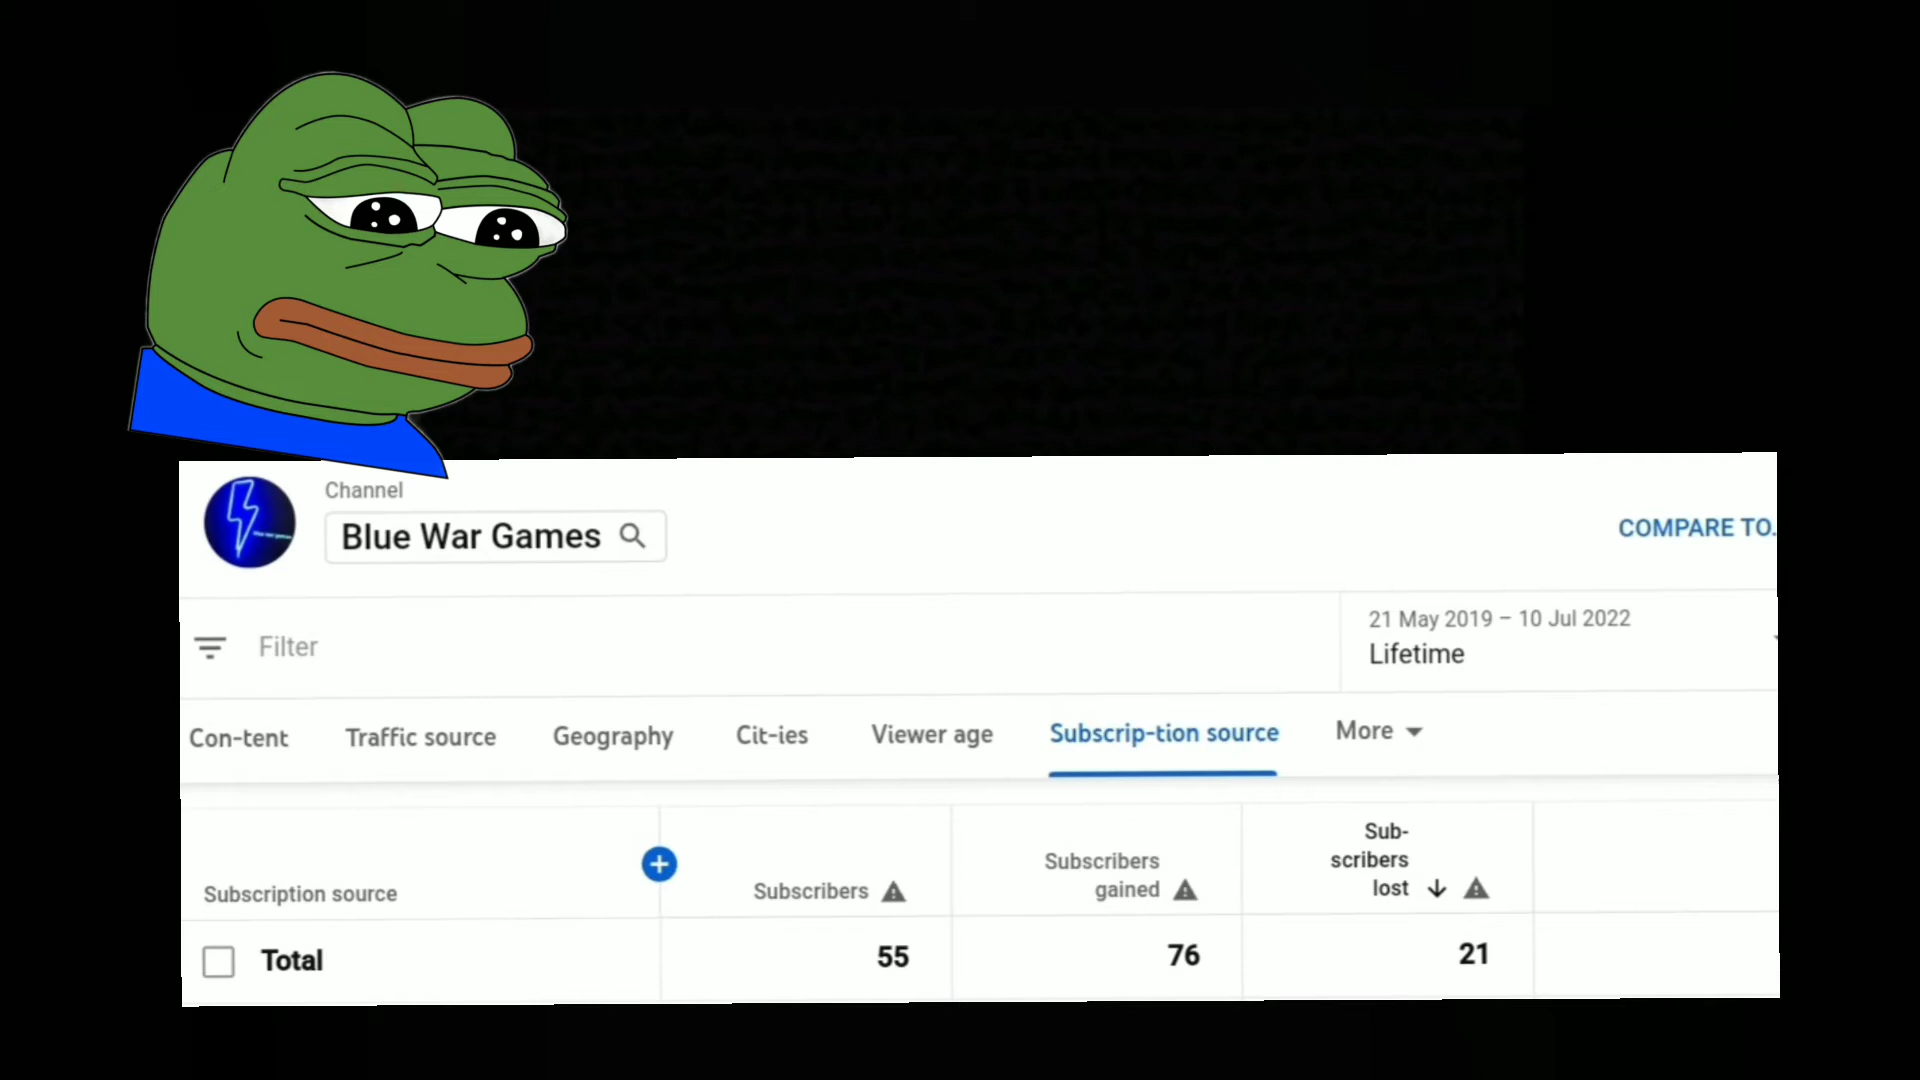 Channel
Blue War Games
COMPARE TO.
Filter
21 May 2019 – 10 Jul 2022
Lifetime
Con-tent Traffic source Geography Cit-ies Viewer age Subscrip-tion source More
Subscription source
Subscribers
Subscribers
gained
Sub-
scribers
lost
Total 55 76 21